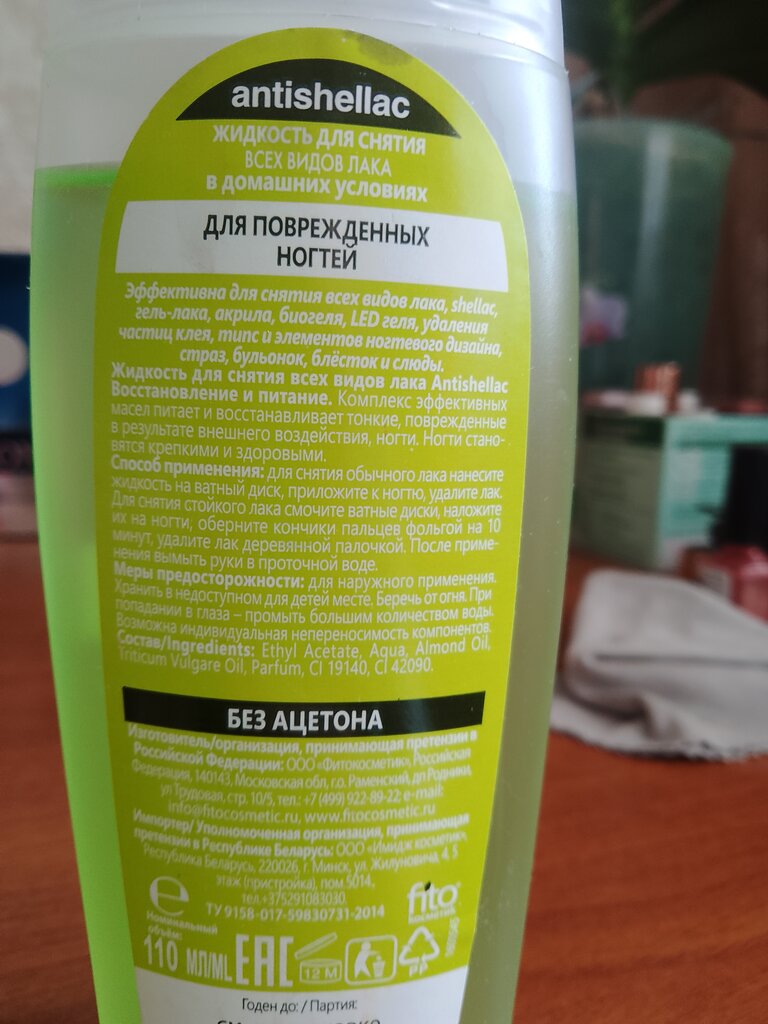 antishellac
ЖИДКОСТЬ ДЛЯ СНЯТИЯ
ВСЕХ ВИДОВ ЛАКА
в домашних условиях
ДЛЯ ПОВРЕЖДЕННЫХ
НОГТЕЙ
Эффективна для снятия всех видов лака, shellac,
гель-лака, акрила, биогеля, LED геля, удаления
частиц клея, типс и элементов ногтевого дизайна,
страз, бульонок, блёсток и слюды.
Жидкость для снятия всех видов лака Antishellac
Восстановление и питание. Комплекс эффективных
масел питает и восстанавливает тонкие, поврежденные
в результате внешнего воздействия, ногти. Ногти стано-
вятся крепкими и здоровыми.
Способ применения: для снятия обычного лака нанесите
жидкость на ватный диск, приложите к ногтю, удалите лак.
Для снятия стойкого лака смочите ватные диски, наложите
их на ногти, оберните кончики пальцев фольгой на 10
минут, удалите лак деревянной палочкой. После приме-
нения вымыть руки в проточной воде.
Меры предосторожности: для наружного применения.
Хранить в недоступном для детей месте. Беречь от огня. При
попадании в глаза – промыть большим количеством воды.
Возможна индивидуальная непереносимость компонентов.
Состав/Ingredients: Ethyl Acetate, Aqua, Almond Oil,
Triticum Vulgare Oil, Parfum, CI 19140, CI 42090.
БЕЗ АЦЕТОНА
Изготовитель/организация, принимающая претензии в
Российской Федерации: ООО «Фитокосметик», Российская
Федерация, 140143, Московская обл., г.о. Раменский, дп.Родники,
ул Трудовая, стр. 10/5, тел.: +7 (499) 922-89-22, e-mail:
info@fitocosmetic.ru, www.fitocosmetic.ru
Импортер/ Уполномоченная организация, принимающая
претензии в Республике Беларусь: ООО «Имидж косметик»,
Республика Беларусь, 220026, г. Минск, ул. Жилуновича, 4, 5
этаж (пристройка), пом 5014,
тел.+375291083030.
ТУ 9158-017-59830731-2014
fito
косметик
Номинальный
объём:
110 МЛ/ML
EAC
12 M
PP
Годен до: / Партия: